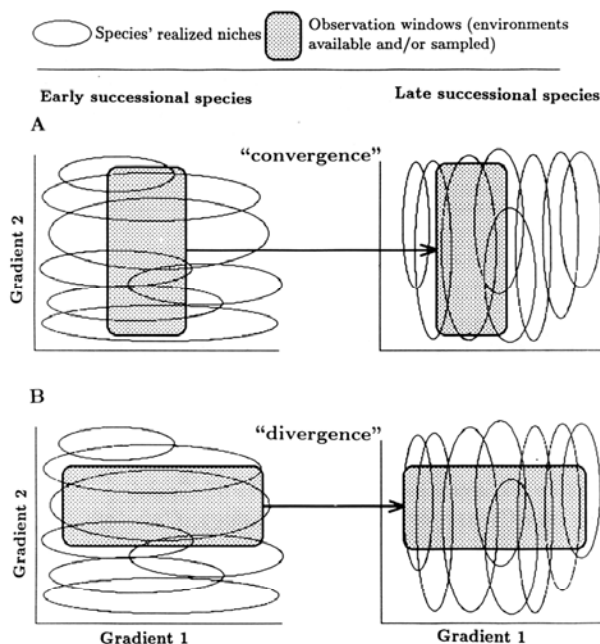 Species' realized niches
Observation windows (environments
available and/or sampled)
Early successional species
Late successional species
A
"convergence"
Gradient 2
B
"divergence"
Gradient 2
Gradient 1
Gradient 1